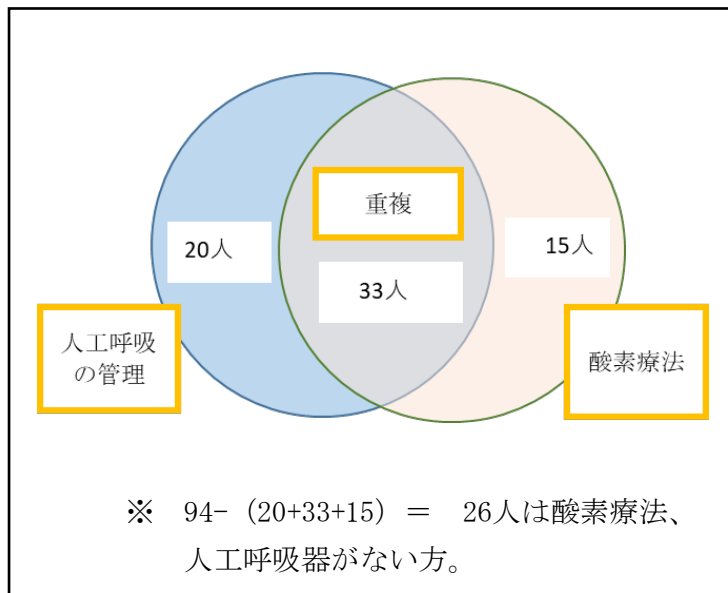 重複
20人
15人
33人
人工呼吸
の管理
酸素療法
※ 94-（20+33+15）＝ 26人は酸素療法、
人工呼吸器がない方。